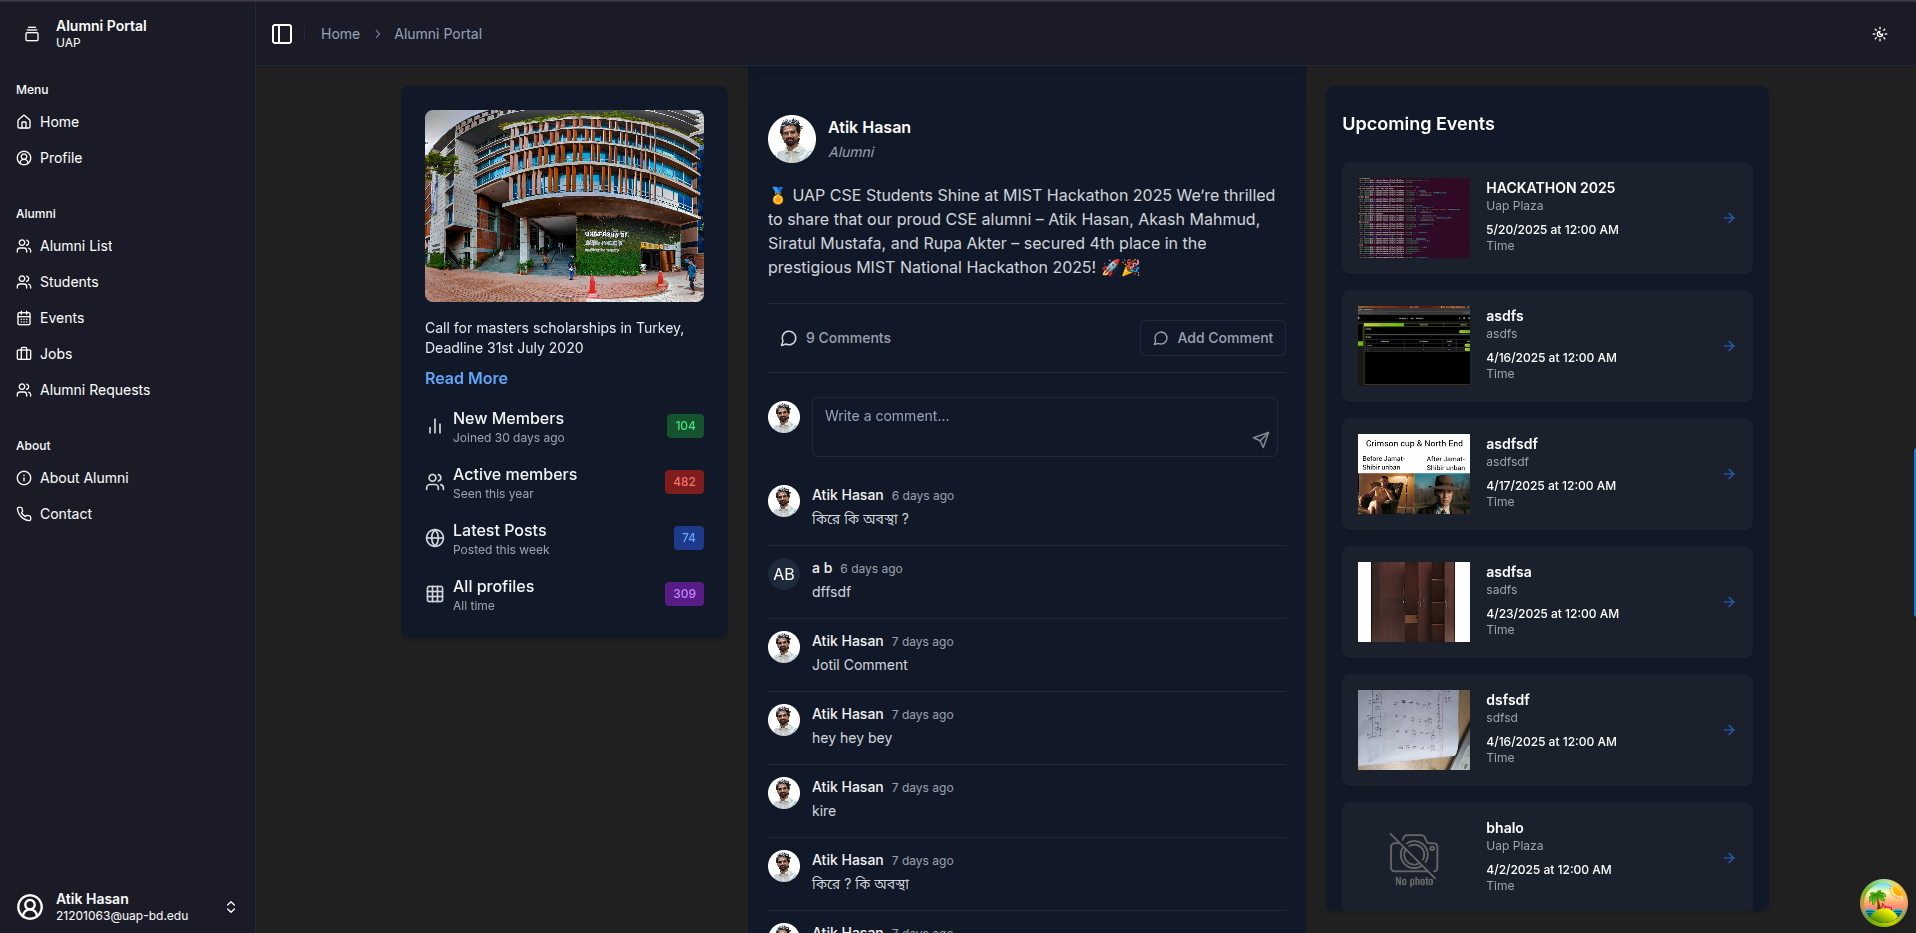 Alumni Portal
UAP
Menu
Home
Profile
Alumni
Alumni List
Students
Events
Jobs
Alumni Requests
About
About Alumni
Contact
Atik Hasan
21201063@uap-bd.edu
Home > Alumni Portal
Call for masters scholarships in Turkey,
Deadline 31st July 2020
Read More
New Members
Joined 30 days ago
104
Active members
Seen this year
482
Latest Posts
Posted this week
74
All profiles
All time
309
Atik Hasan
Alumni
🏅 UAP CSE Students Shine at MIST Hackathon 2025 We’re thrilled
to share that our proud CSE alumni – Atik Hasan, Akash Mahmud,
Siratul Mustafa, and Rupa Akter – secured 4th place in the
prestigious MIST National Hackathon 2025! 🚀🎉
9 Comments
Add Comment
Write a comment...
Atik Hasan 6 days ago
কিরে কি অবস্থা ?
AB
a b 6 days ago
dffsdf
Atik Hasan 7 days ago
Jotil Comment
Atik Hasan 7 days ago
hey hey bey
Atik Hasan 7 days ago
kire
Atik Hasan 7 days ago
কিরে ? কি অবস্থা
Atik Hasan 7 days ago
Upcoming Events
HACKATHON 2025
Uap Plaza
5/20/2025 at 12:00 AM
Time
asdfs
asdfs
4/16/2025 at 12:00 AM
Time
Crimson cup & North End
Before Jamat-
Shibir unban
After Jamat-
Shibir unban
asdfsdf
asdfsdf
4/17/2025 at 12:00 AM
Time
asdfsa
sadfs
4/23/2025 at 12:00 AM
Time
dsfsdf
sdfsd
4/16/2025 at 12:00 AM
Time
No photo
bhalo
Uap Plaza
4/2/2025 at 12:00 AM
Time